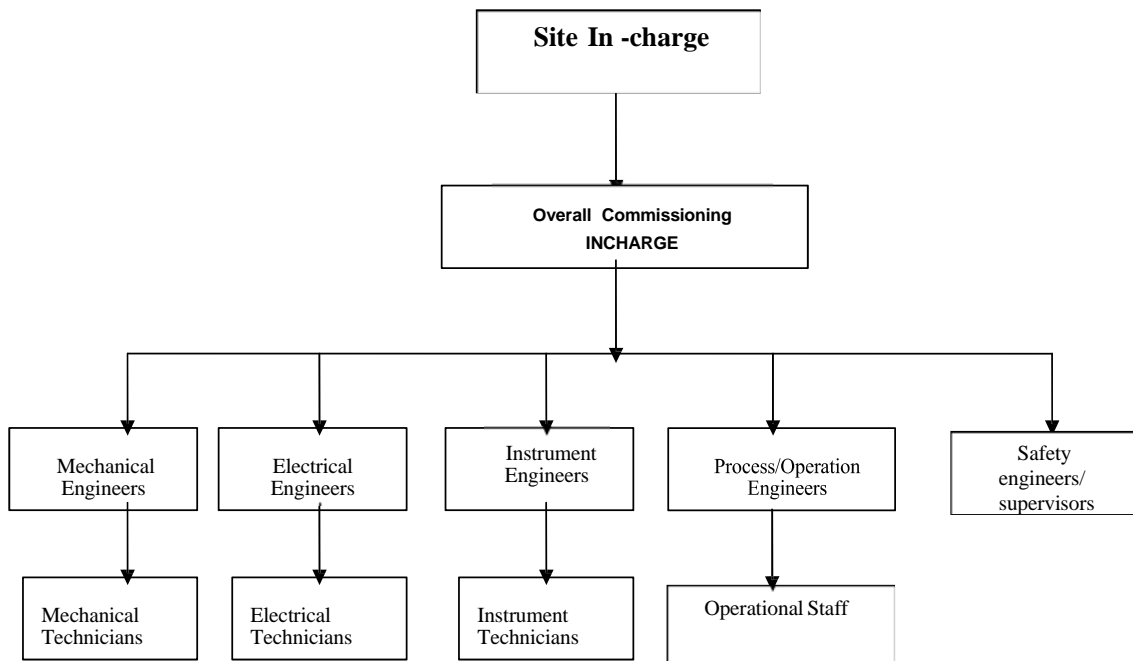 Site In -charge
Overall Commissioning
INCHARGE
Mechanical
Engineers
Electrical
Engineers
Instrument
Engineers
Process/Operation
Engineers
Safety
engineers/
supervisors
Mechanical
Technicians
Electrical
Technicians
Instrument
Technicians
Operational Staff